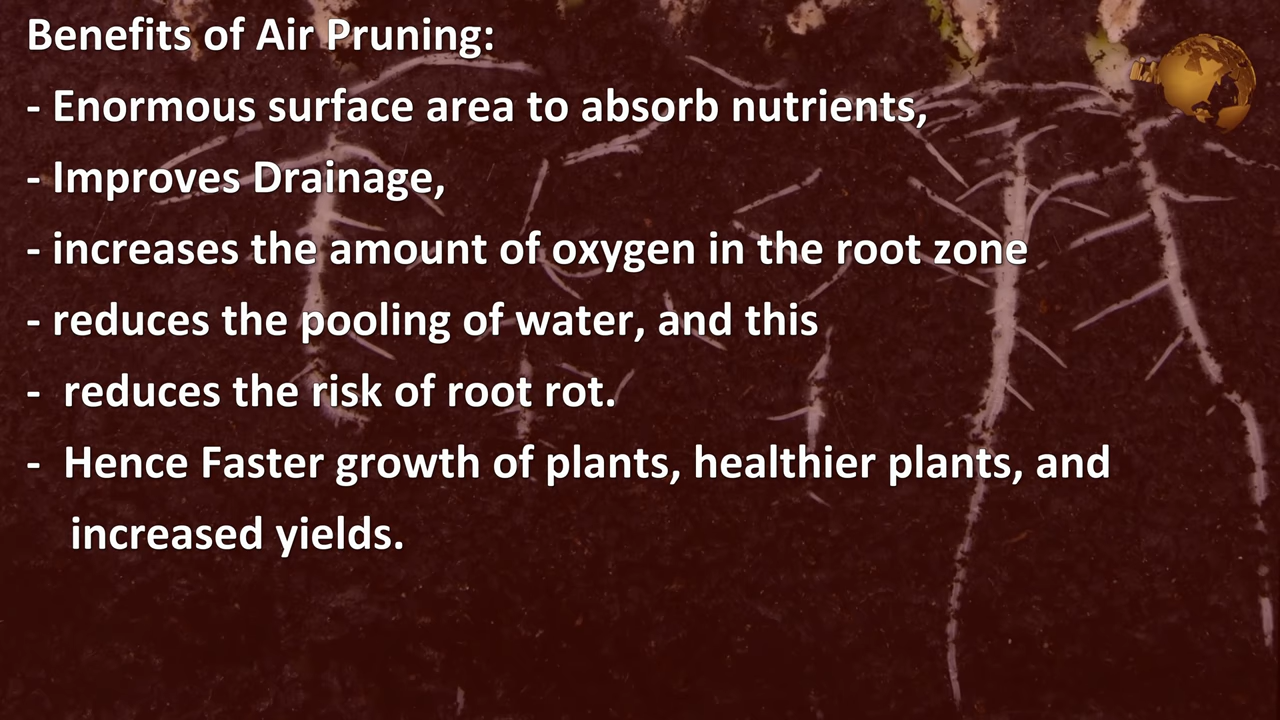 Benefits of Air Pruning:
- Enormous surface area to absorb nutrients,
- Improves Drainage,
- increases the amount of oxygen in the root zone
- reduces the pooling of water, and this
-  reduces the risk of root rot.
-  Hence Faster growth of plants, healthier plants, and
increased yields.